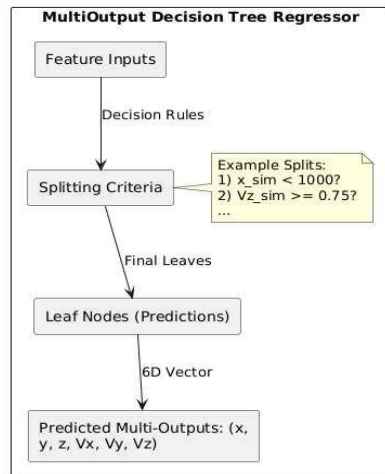 MultiOutput Decision Tree Regressor
Feature Inputs
Decision Rules
Splitting Criteria
Example Splits:
1) x_sim < 1000?
2) Vz_sim >= 0.75?
...
Final Leaves
Leaf Nodes (Predictions)
6D Vector
Predicted Multi-Outputs: (x,
y, z, Vx, Vy, Vz)